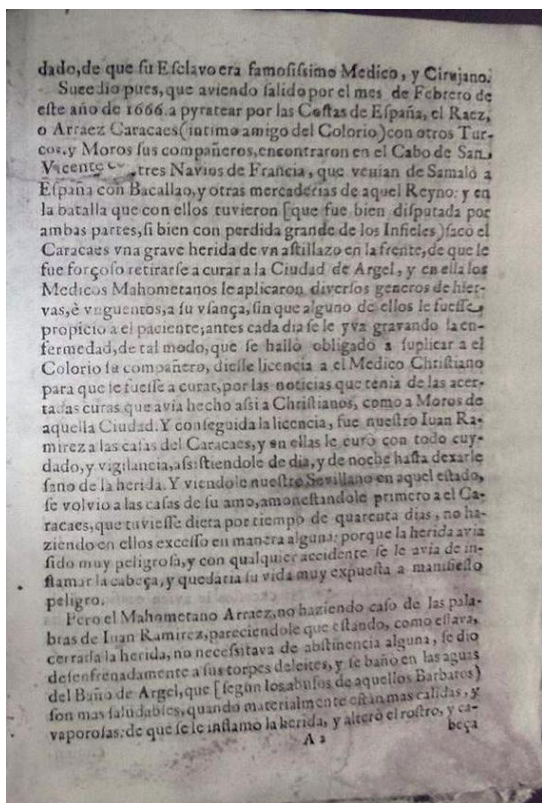 dado, de que ſu Eſclavo era famoſiſsimo Medico, y Cirujano.
Sucedio pues, que aviendo ſalido por el mes de Febrero de
eſte año de 1666. a pyratear por las Coſtas de Eſpaña, el Raez,
o Arraez Caracaes (intimo amigo del Colorio) con otros Tur-
cos, y Moros ſus compañeros, encontraron en el Cabo de San
Vicente tres Navios de Francia, que venian de Samalò a
Eſpaña con Bacallao, y otras mercaderias de aquel Reyno: y en
la batalla que con ellos tuvieron [que fue bien diſputada por
ambas partes, ſi bien con perdida grande de los Infieles) ſacò el
Caracaes vna grave herida de vn aſtillazo en la frente, de que le
fue forçoſo retirarſe a curar a la Ciudad de Argel, y en ella los
Medicos Mahometanos le aplicaron diverſos generos de hier-
vas, è vnguentos, a ſu vſança, ſin que alguno de ellos le fueſſe
propicio a el paciente; antes cada dia ſe le yva gravando la en-
fermedad, de tal modo, que ſe hallò obligado a ſuplicar a el
Colorio ſu compañero, dieſſe licencia a el Medico Chriſtiano
para que le fueſſe a curar, por las noticias que tenia de las acer-
tadas curas que avia hecho aſsi a Chriſtianos, como a Moros de
aquella Ciudad. Y conſeguida la licencia, fue nueſtro Iuan Ra-
mirez a las caſas del Caracaes, y en ellas le curò con todo cuy-
dado, y vigilancia, aſsiſtiendole de dia, y de noche haſta dexarle
ſano de la herida. Y viendole nueſtro Sevillano en aquel eſtado,
ſe volvio a las caſas de ſu amo, amoneſtandole primero a el Ca-
racaes, que tuvieſſe dieta por tiempo de quarenta dias, no ha-
ziendo en ellos exceſſo en manera alguna: porque la herida avia
ſido muy peligroſa, y con qualquier accidente ſe le avia de in-
flamar la cabeça, y quedaria ſu vida muy expueſta a manifieſto
peligro.
Pero el Mahometano Arraez, no haziendo caſo de las pala-
bras de Iuan Ramirez, pareciendole que eſtando, como eſtava,
cerrada la herida, no neceſsitava de abſtinencia alguna, ſe dio
deſenfrenadamente a ſus torpes deleites, y ſe bañò en las aguas
del Baño de Argel, que [ſegun los abuſos de aquellos Barbaros)
ſon mas ſaludables, quando materialmente eſtàn mas calidas, y
vaporoſas: de que ſe le inflamò la herida, y alterò el roſtro, y ca-
A 2 beça